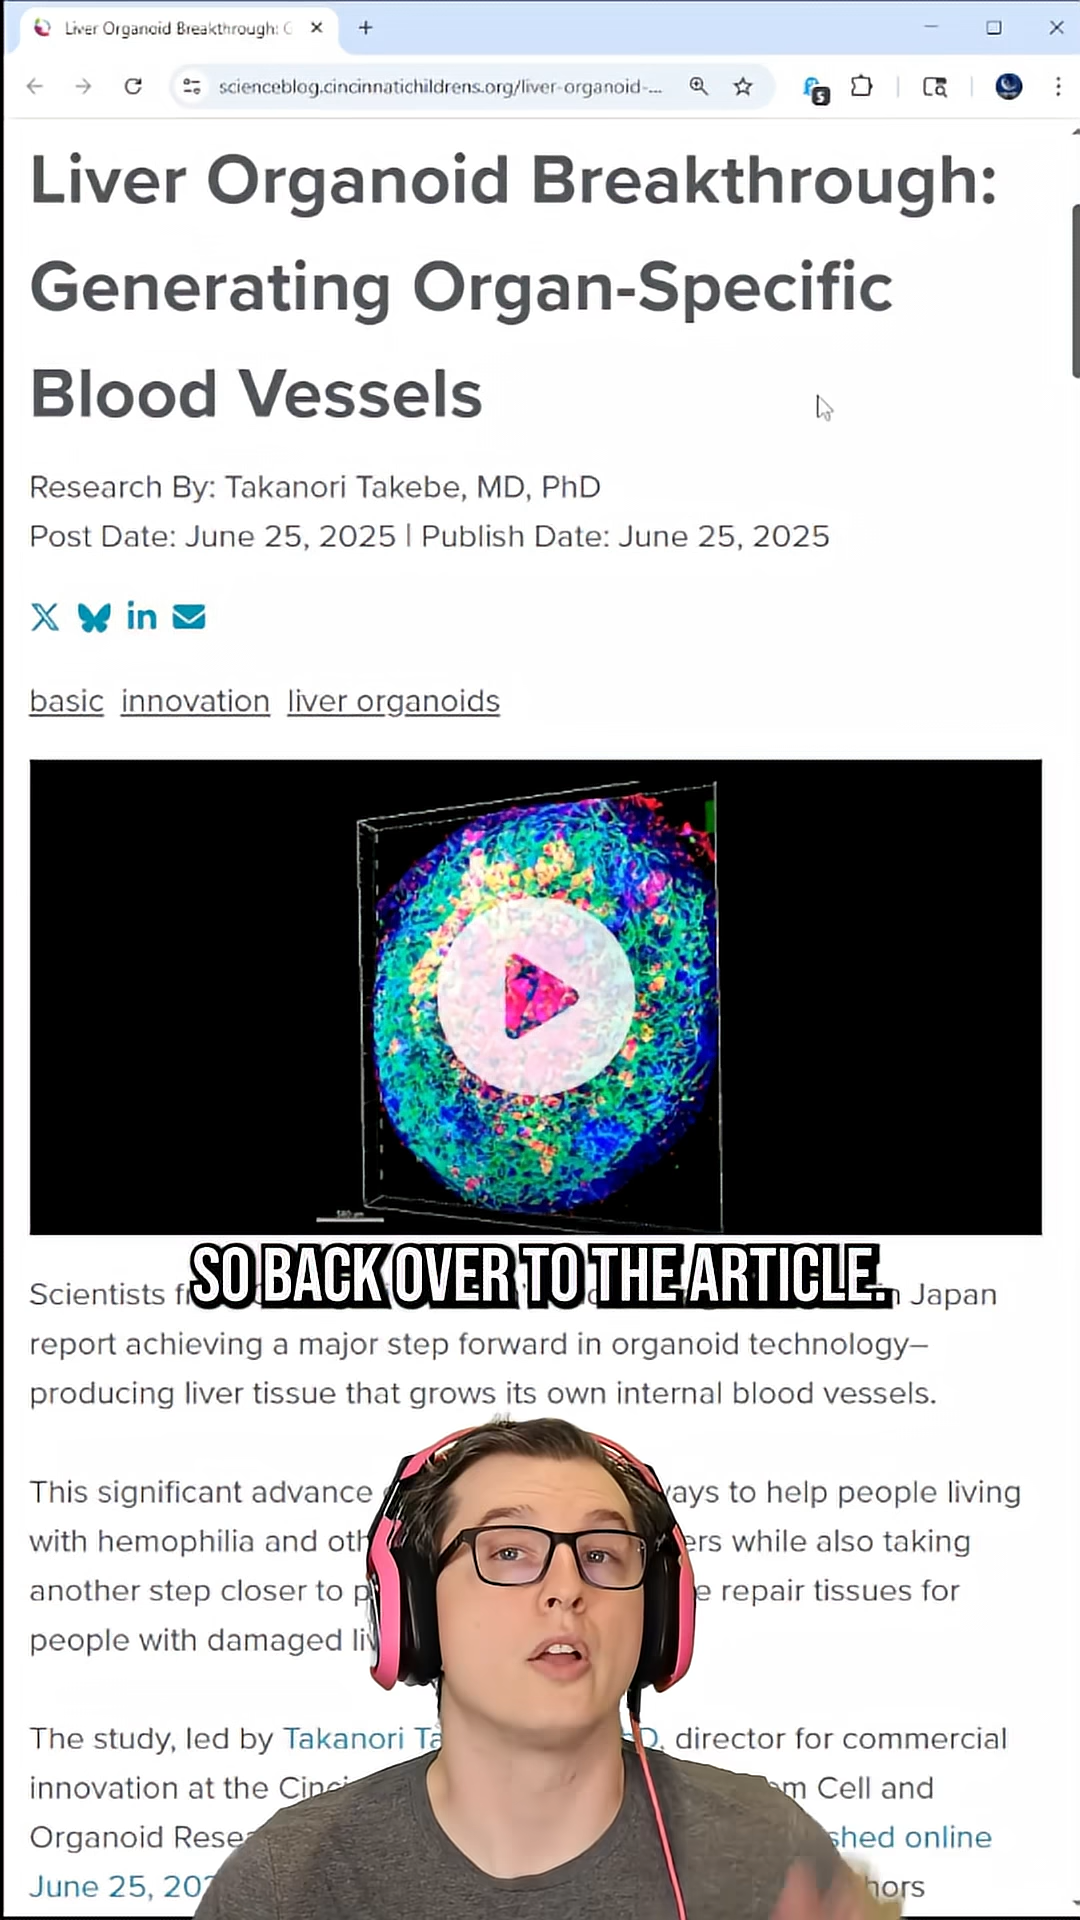 Liver Organoid Breakthrough: G
scienceblog.cincinnatichildrens.org/liver-organoid-...
Liver Organoid Breakthrough:
Generating Organ-Specific
Blood Vessels
Research By: Takanori Takebe, MD, PhD
Post Date: June 25, 2025 | Publish Date: June 25, 2025
basic innovation liver organoids
SO BACK OVER TO THE ARTICLE.
Scientists Japan
report achieving a major step forward in organoid technology—
producing liver tissue that grows its own internal blood vessels.
This significant advance ways to help people living
with hemophilia and oth ers while also taking
another step closer to p e repair tissues for
people with damaged liv
The study, led by Takanori Ta D, director for commercial
innovation at the Cinc m Cell and
Organoid Resea shed online
June 25, 202 hors